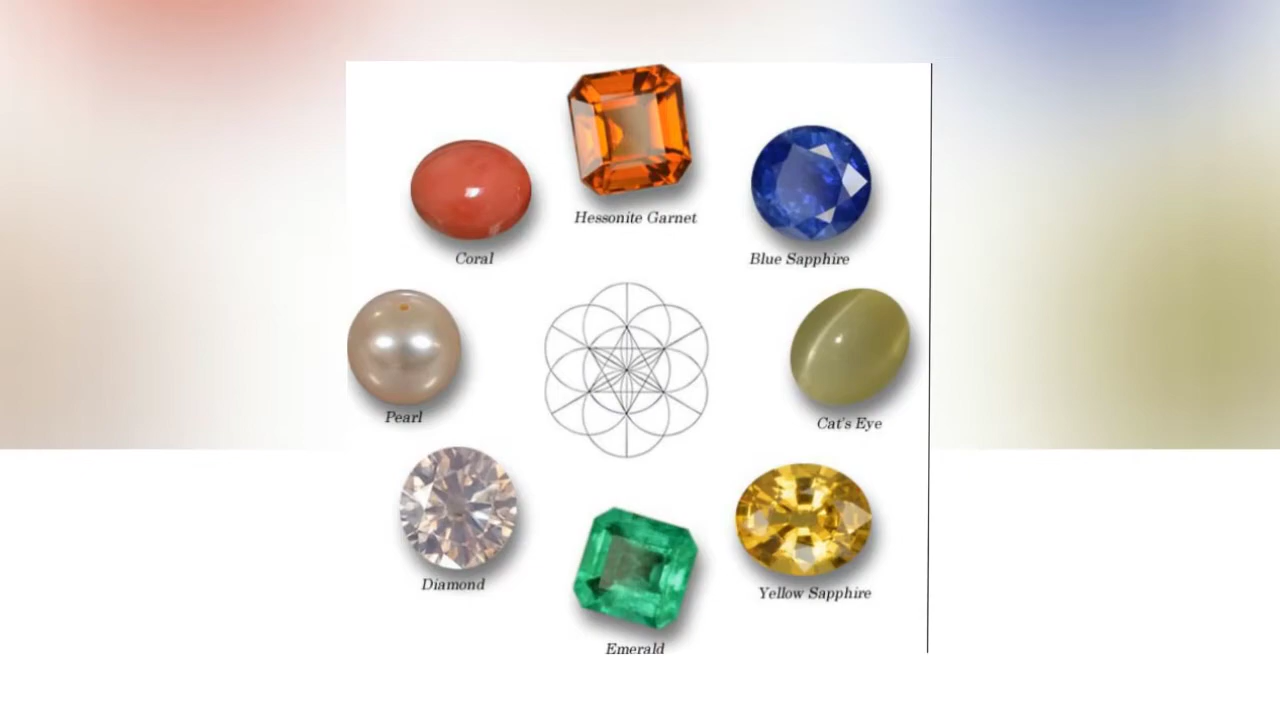 Hessonite Garnet
Coral
Blue Sapphire
Pearl
Cat's Eye
Diamond
Yellow Sapphire
Emerald